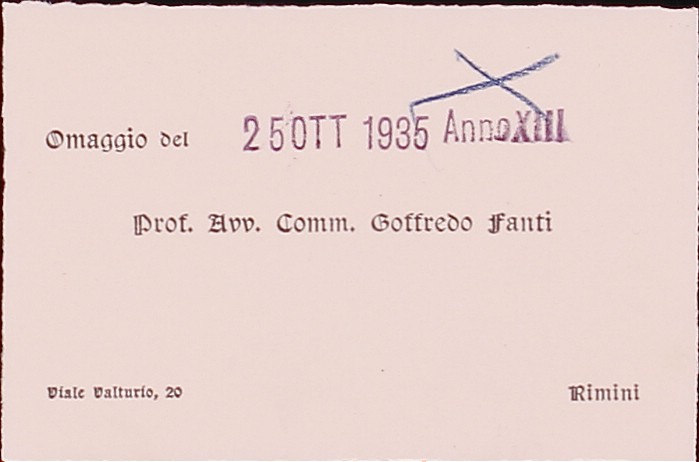 Omaggio del 25 OTT 1935 Anno XIII
Prof. Avv. Comm. Goffredo Fanti
Viale Valturio, 20 Rimini